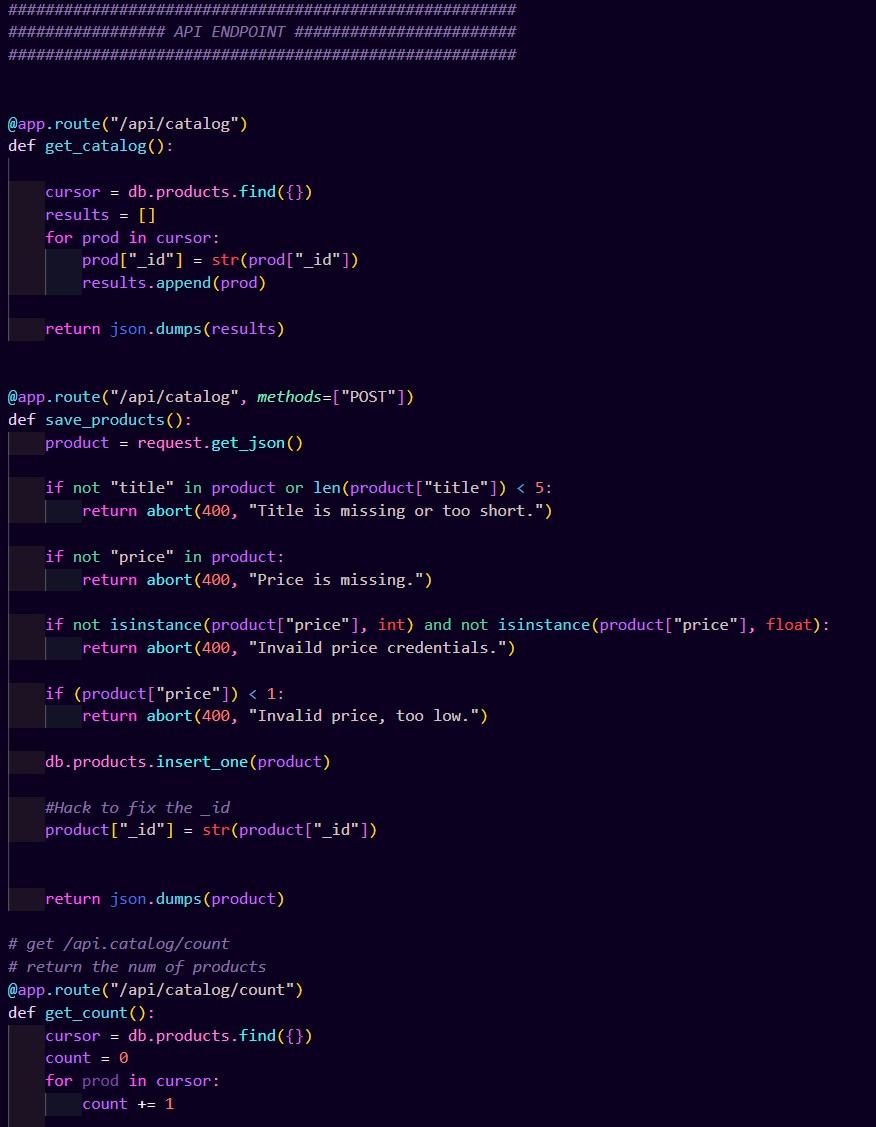 #######################################################
################# API ENDPOINT ########################
#######################################################
@app.route("/api/catalog")
def get_catalog():
    cursor = db.products.find({})
    results = []
    for prod in cursor:
        prod["_id"] = str(prod["_id"])
        results.append(prod)
    return json.dumps(results)
@app.route("/api/catalog", methods=["POST"])
def save_products():
    product = request.get_json()
    if not "title" in product or len(product["title"]) < 5:
        return abort(400, "Title is missing or too short.")
    if not "price" in product:
        return abort(400, "Price is missing.")
    if not isinstance(product["price"], int) and not isinstance(product["price"], float):
        return abort(400, "Invaild price credentials.")
    if (product["price"]) < 1:
        return abort(400, "Invalid price, too low.")
    db.products.insert_one(product)
    #Hack to fix the _id
    product["_id"] = str(product["_id"])
    return json.dumps(product)
# get /api.catalog/count
# return the num of products
@app.route("/api/catalog/count")
def get_count():
    cursor = db.products.find({})
    count = 0
    for prod in cursor:
        count += 1